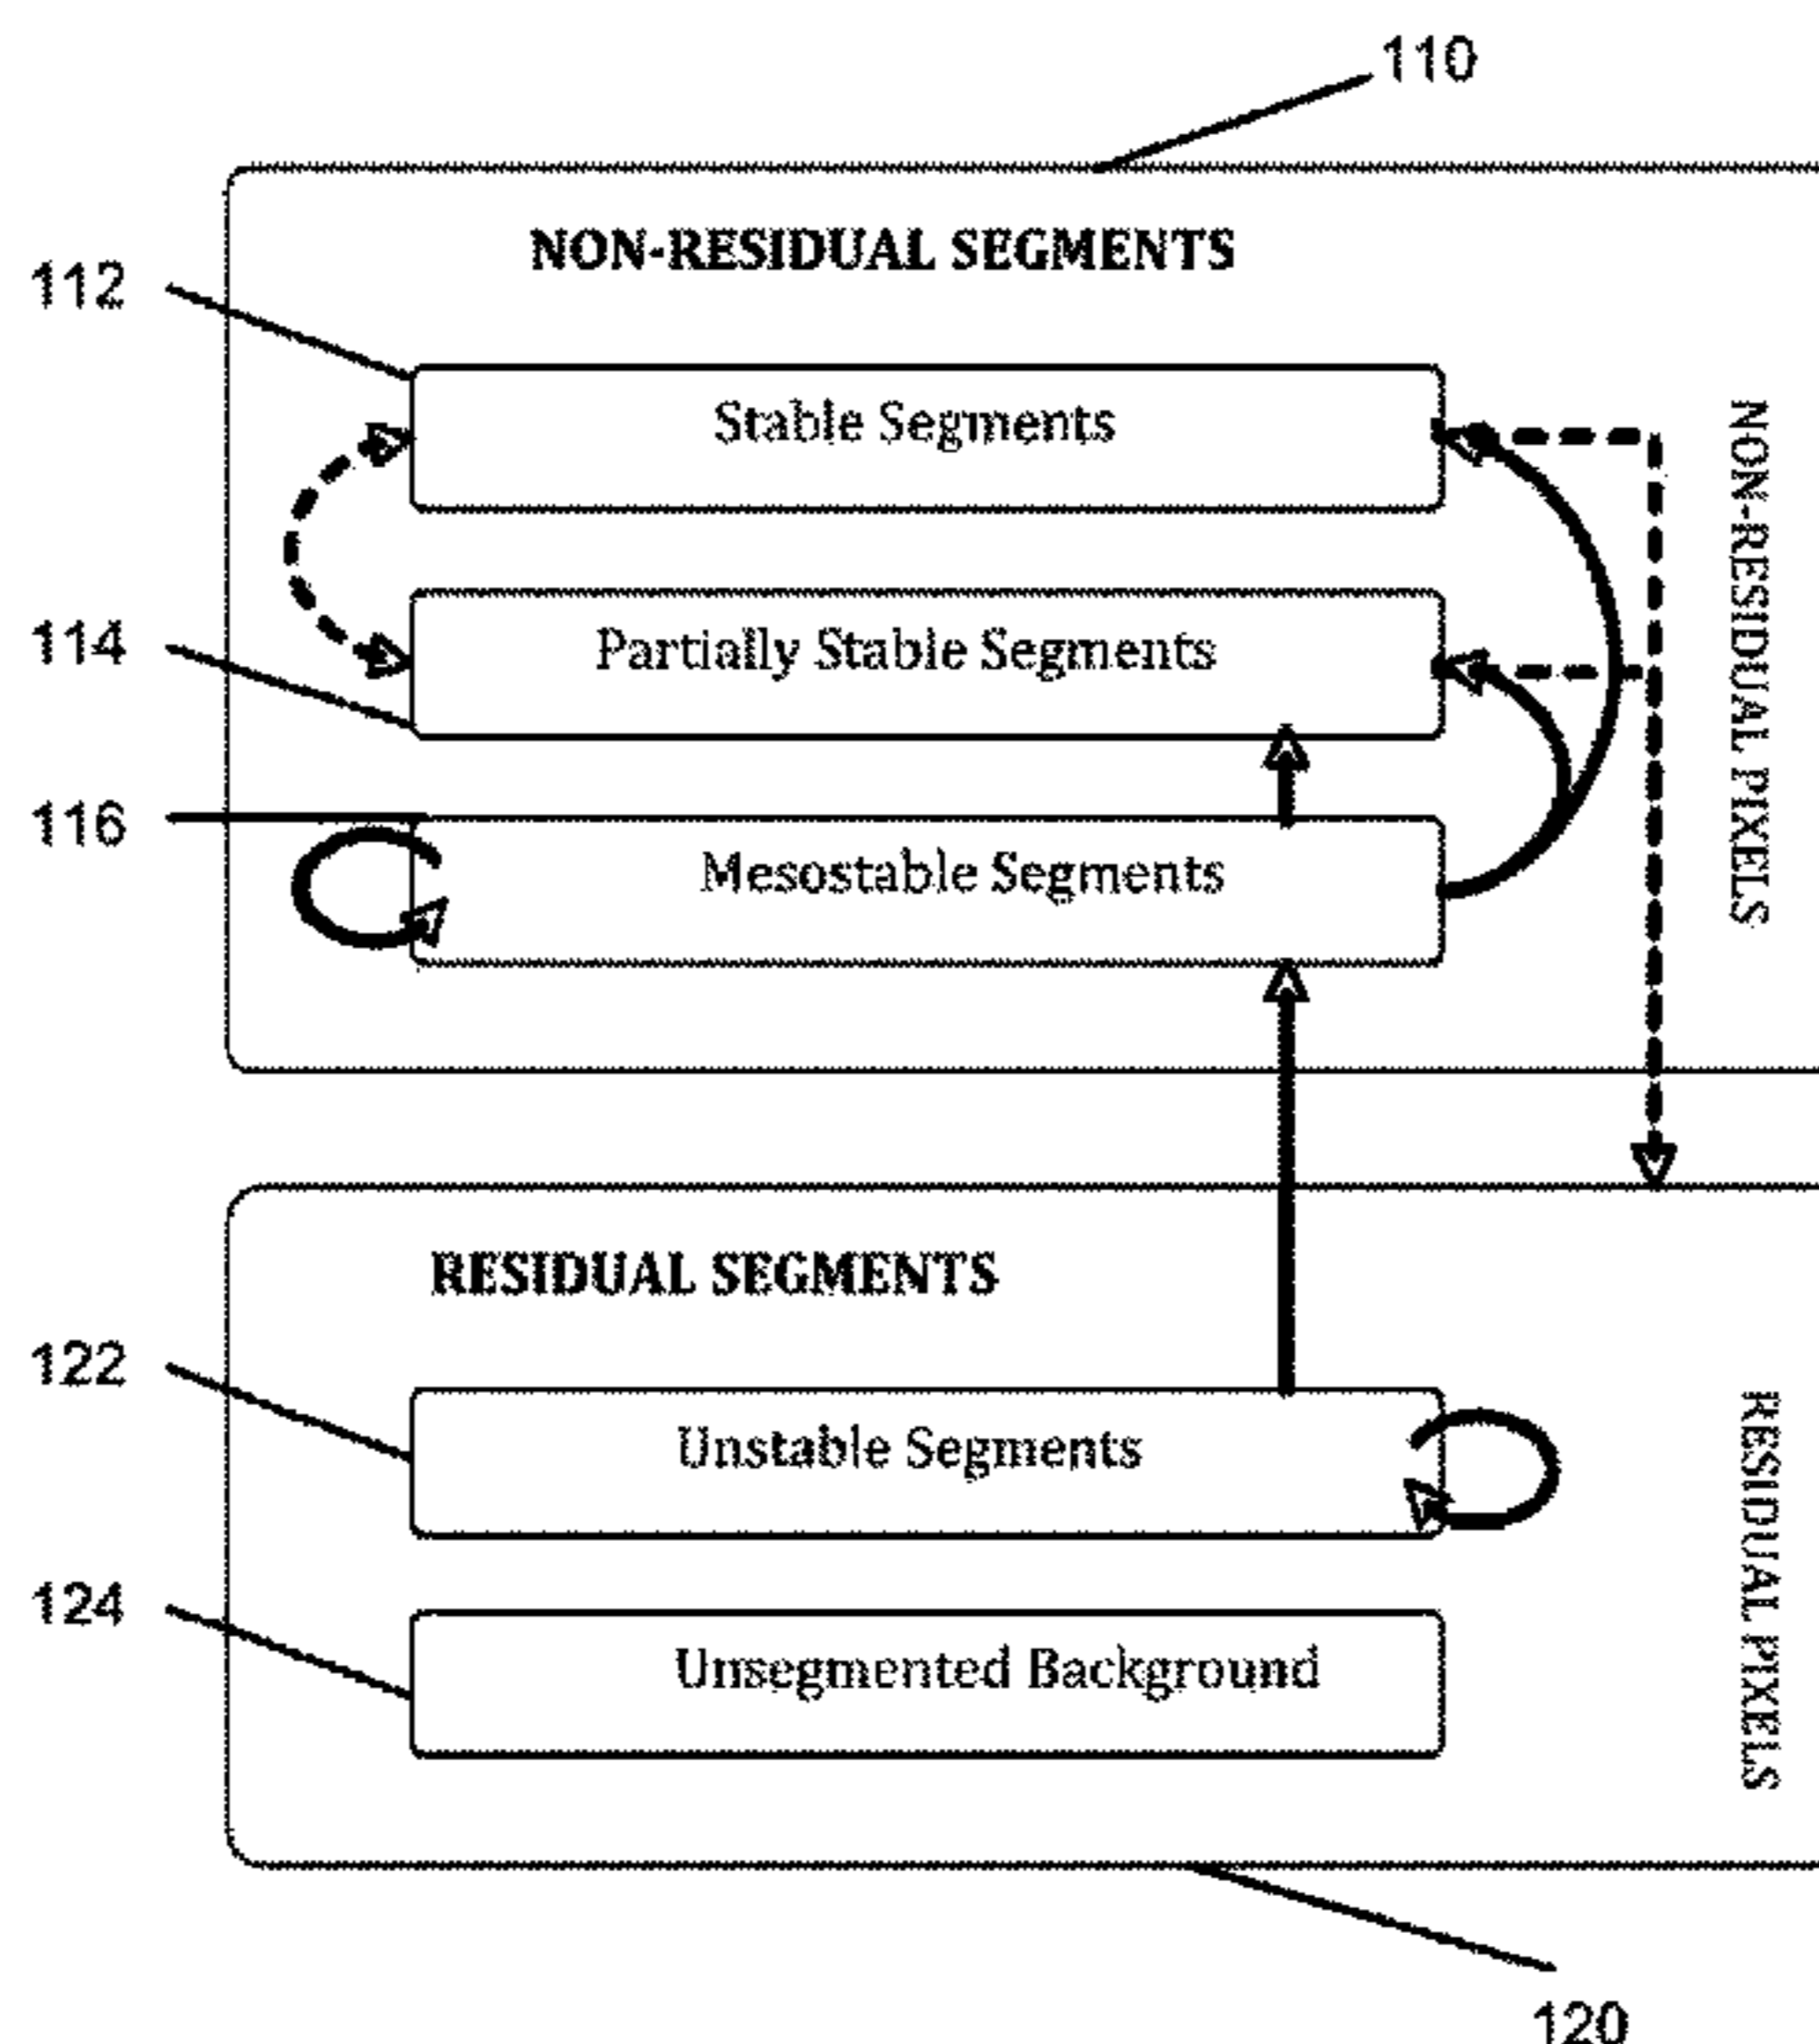 110
NON-RESIDUAL SEGMENTS
112
Stable Segments
NON-RESIDUAL PIXELS
114
Partially Stable Segments
116
Mesostable Segments
RESIDUAL SEGMENTS
122
Unstable Segments
RESIDUAL PIXELS
124
Unsegmented Background
120